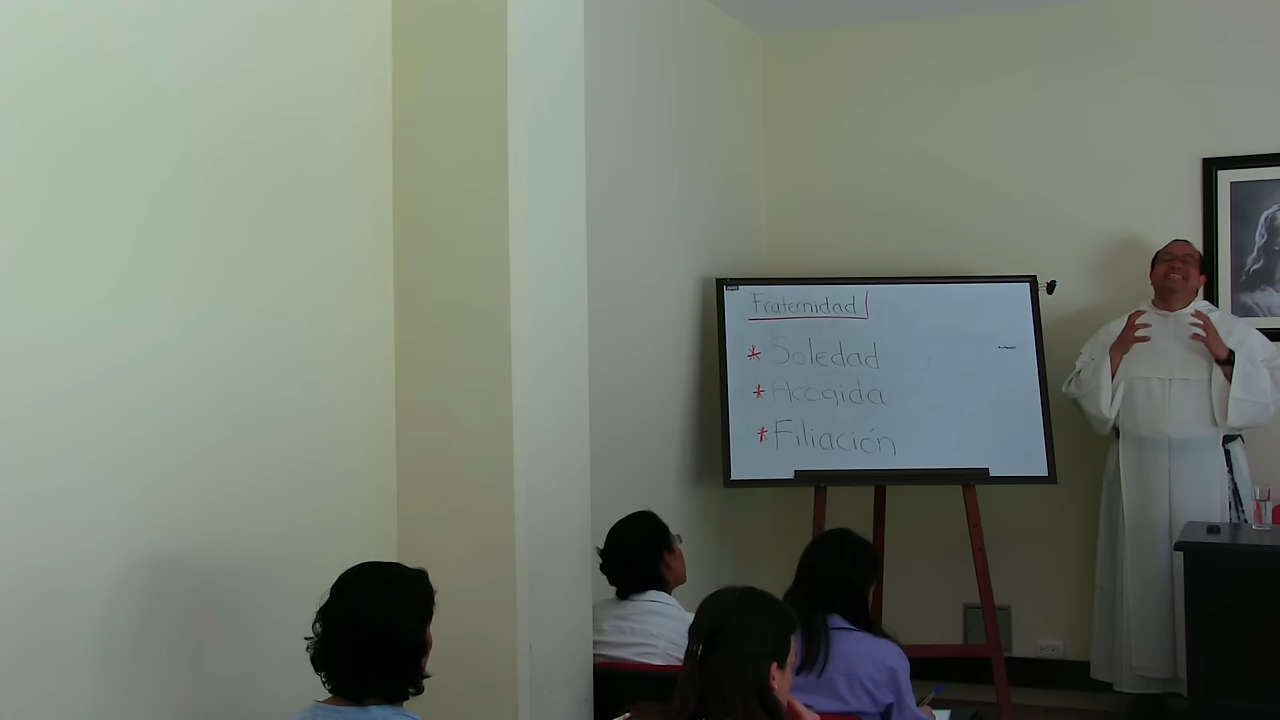 Fraternidad
* Soledad
* Acogida
* Filiación